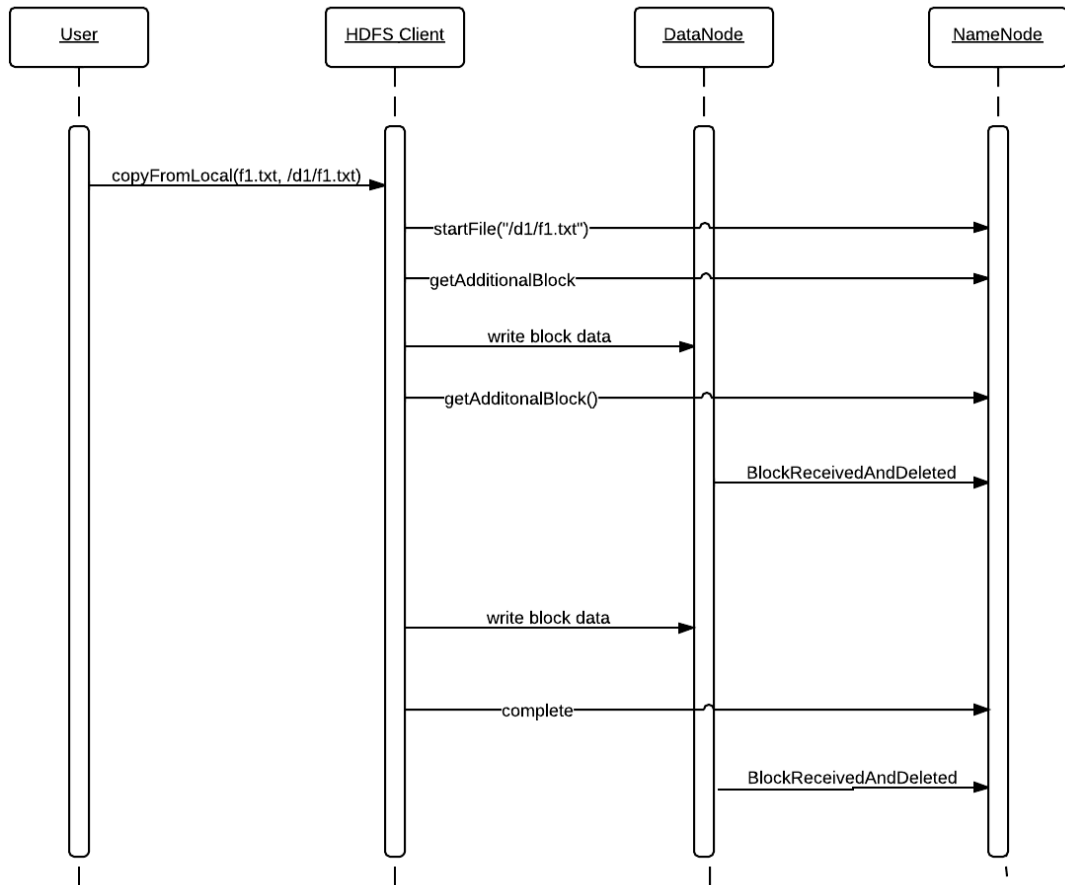 User
HDFS Client
DataNode
NameNode
copyFromLocal(f1.txt, /d1/f1.txt)
startFile("/d1/f1.txt")
getAdditionalBlock
write block data
getAdditonalBlock()
BlockReceivedAndDeleted
write block data
complete
BlockReceivedAndDeleted